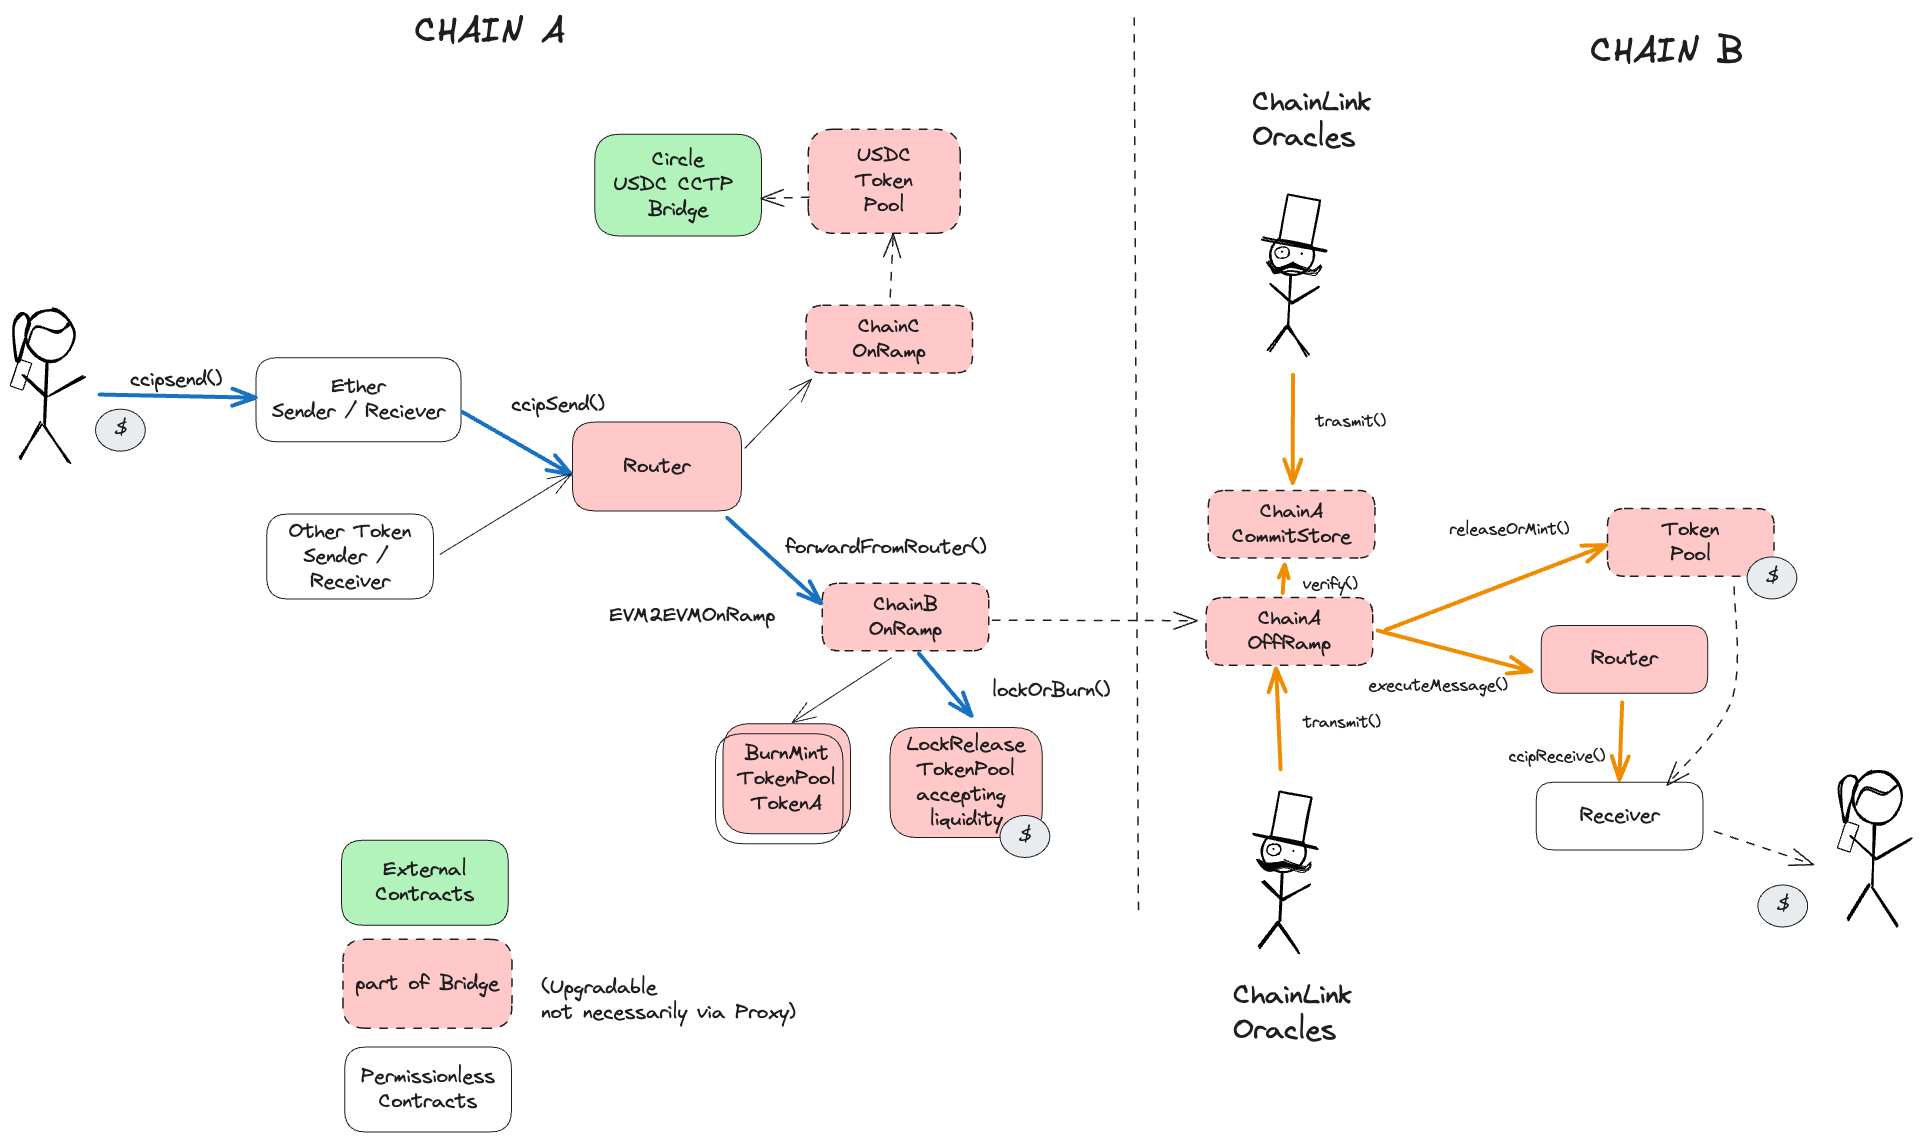 CHAIN A
CHAIN B
ChainLink
Oracles
Circle
USDC CCTP
Bridge
USDC
Token
Pool
ChainC
OnRamp
ccipsend()
$
Ether
Sender / Reciever
ccipSend()
Router
Other Token
Sender /
Receiver
forwardFromRouter()
EVM2EVMOnRamp
ChainB
OnRamp
lockOrBurn()
BurnMint
TokenPool
TokenA
LockRelease
TokenPool
accepting
liquidity
$
trasmit()
ChainA
CommitStore
verify()
ChainA
OffRamp
transmit()
releaseOrMint()
Token
Pool
$
executeMessage()
Router
ccipReceive()
Receiver
$
ChainLink
Oracles
External
Contracts
part of Bridge
(Upgradable
not necessarily via Proxy)
Permissionless
Contracts